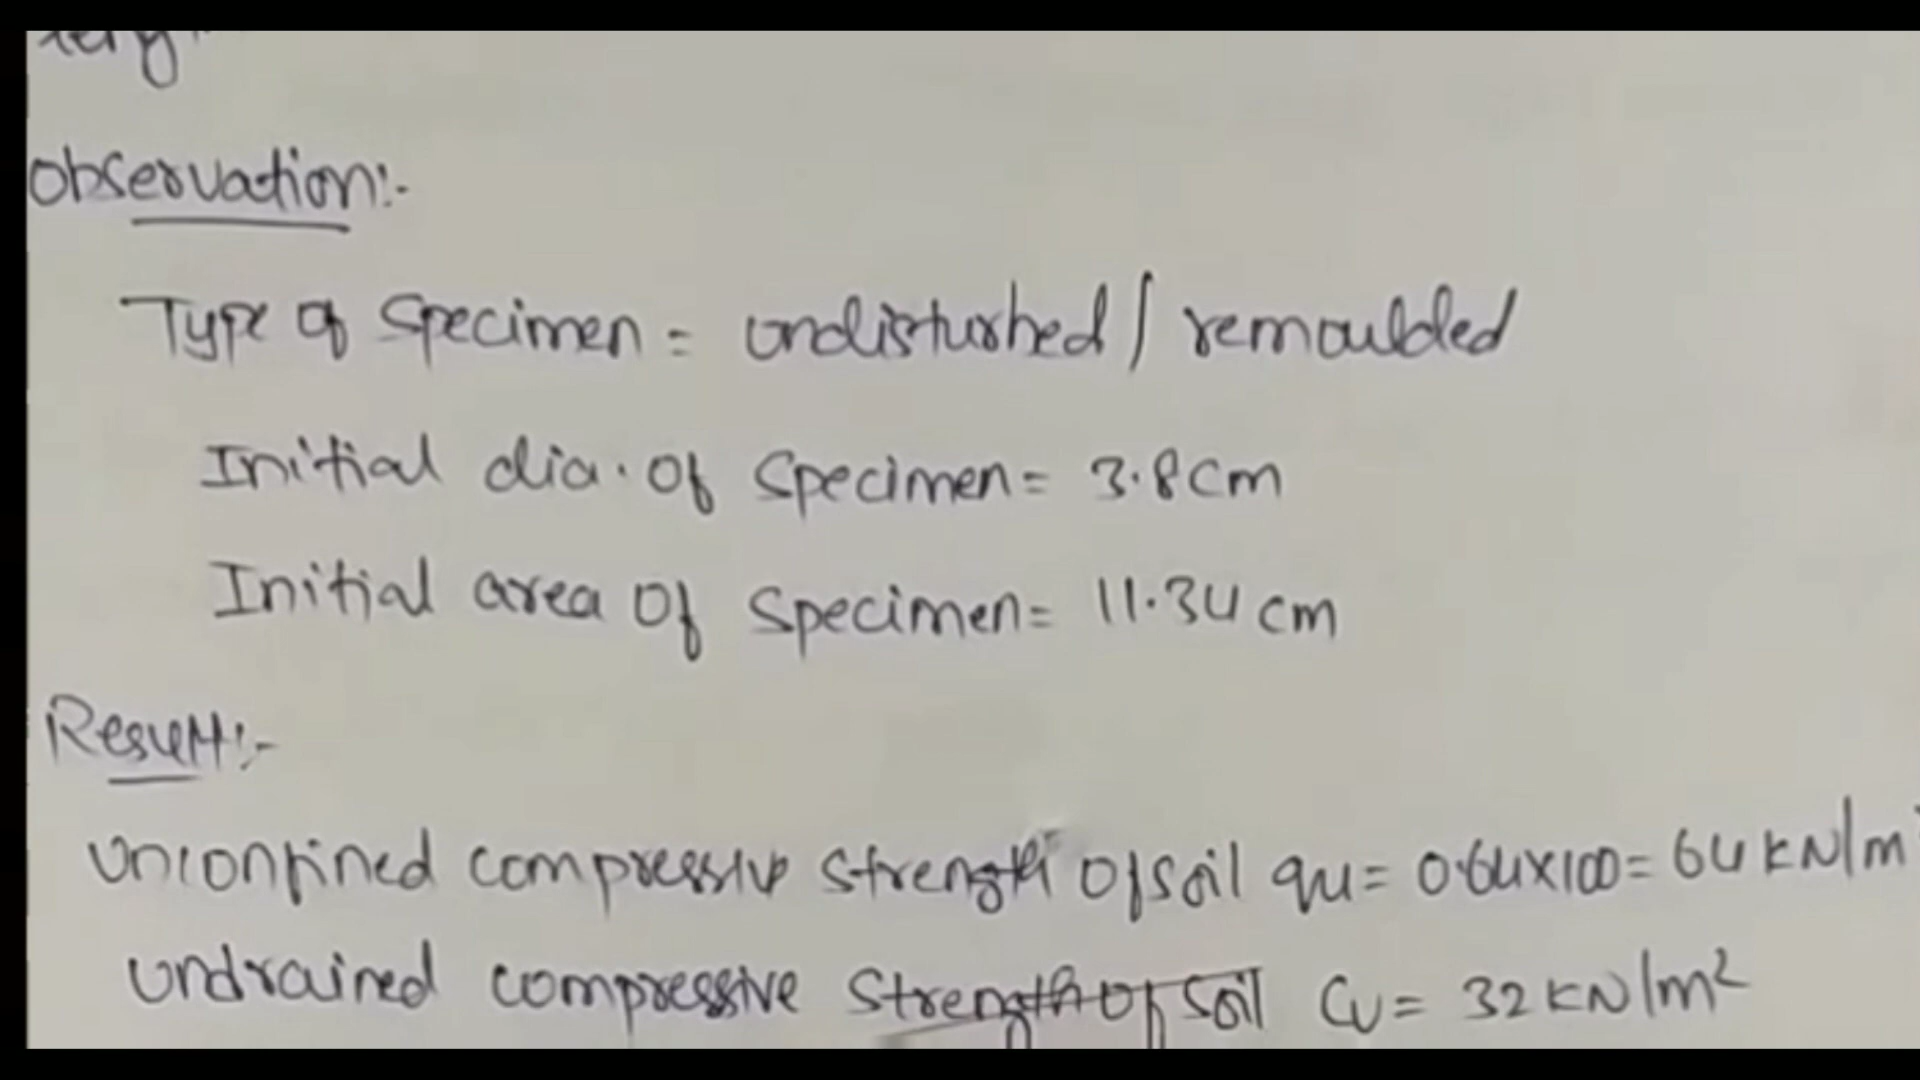 Observation:-
Type of Specimen = undisturbed / remoulded
Initial dia. of Specimen = 3.8cm
Initial area of Specimen = 11.34 cm
Result:-
Unconfined compressive strength of soil qu = 0.64x100 = 64 kN/m
undrained compressive strength of soil Cu = 32 kN/m²